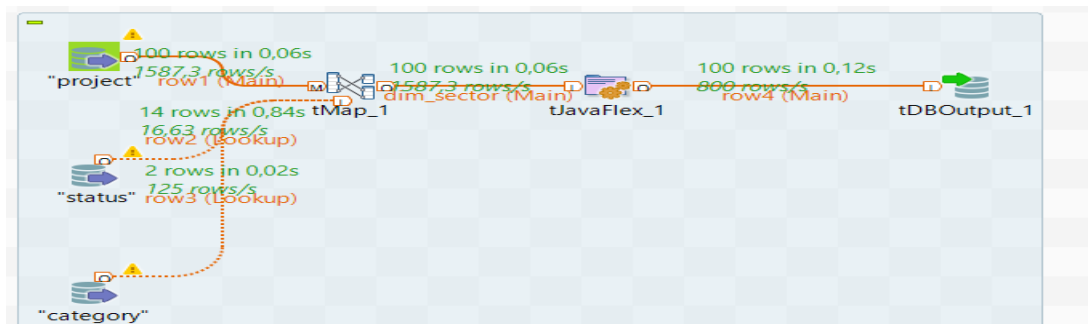 100 rows in 0,06s
1587,3 rows/s
row1 (Main)
"project"
100 rows in 0,06s
1587,3 rows/s
dim_sector (Main)
100 rows in 0,12s
800 rows/s
row4 (Main)
tMap_1
tJavaFlex_1
tDBOutput_1
14 rows in 0,84s
16,63 rows/s
row2 (Lookup)
"status"
2 rows in 0,02s
125 rows/s
row3 (Lookup)
"category"